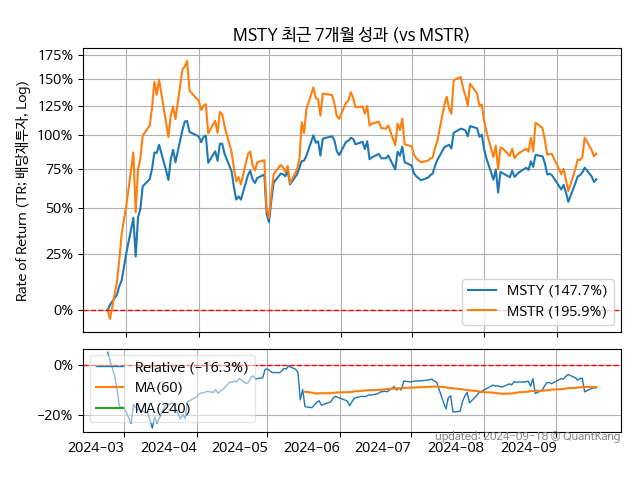 MSTY 최근 7개월 성과 (vs MSTR)
175%
150%
125%
100%
75%
50%
25%
0%
Rate of Return (TR; 배당재투자, Log)
MSTY (147.7%)
MSTR (195.9%)
0%
−20%
Relative (−16.3%)
MA(60)
MA(240)
2024-03 2024-04 2024-05 2024-06 2024-07 2024-08 2024-09
updated: 2024-09-18 © QuantKang